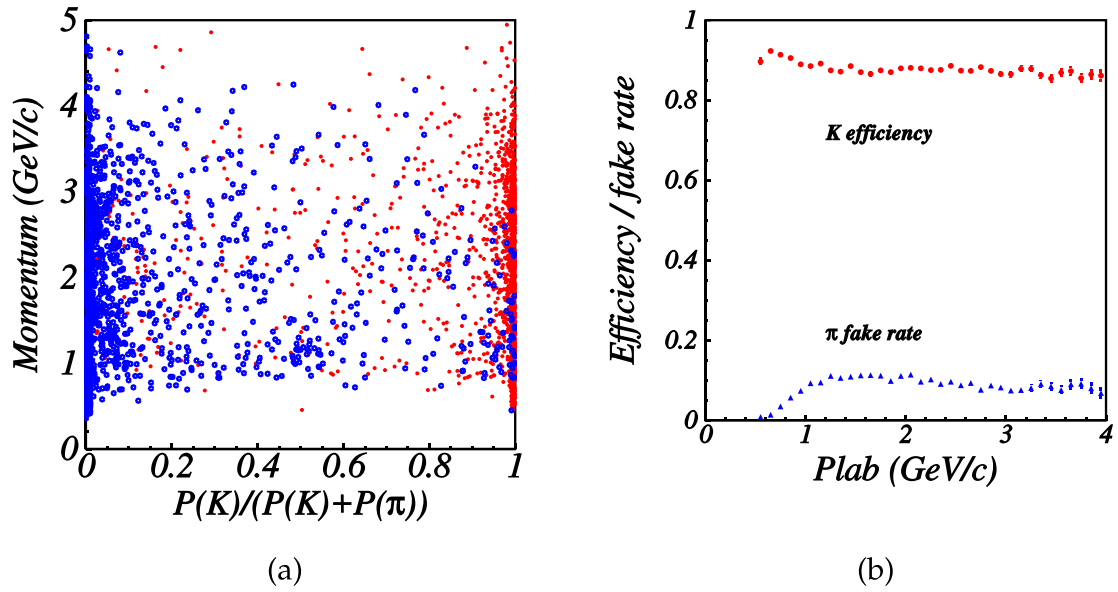 5
4
3
2
1
0
Momentum (GeV/c)
0 0.2 0.4 0.6 0.8 1
P(K)/(P(K)+P(π))
(a)
1
0.8
0.6
0.4
0.2
0
Efficiency / fake rate
K efficiency
π fake rate
0 1 2 3 4
Plab (GeV/c)
(b)